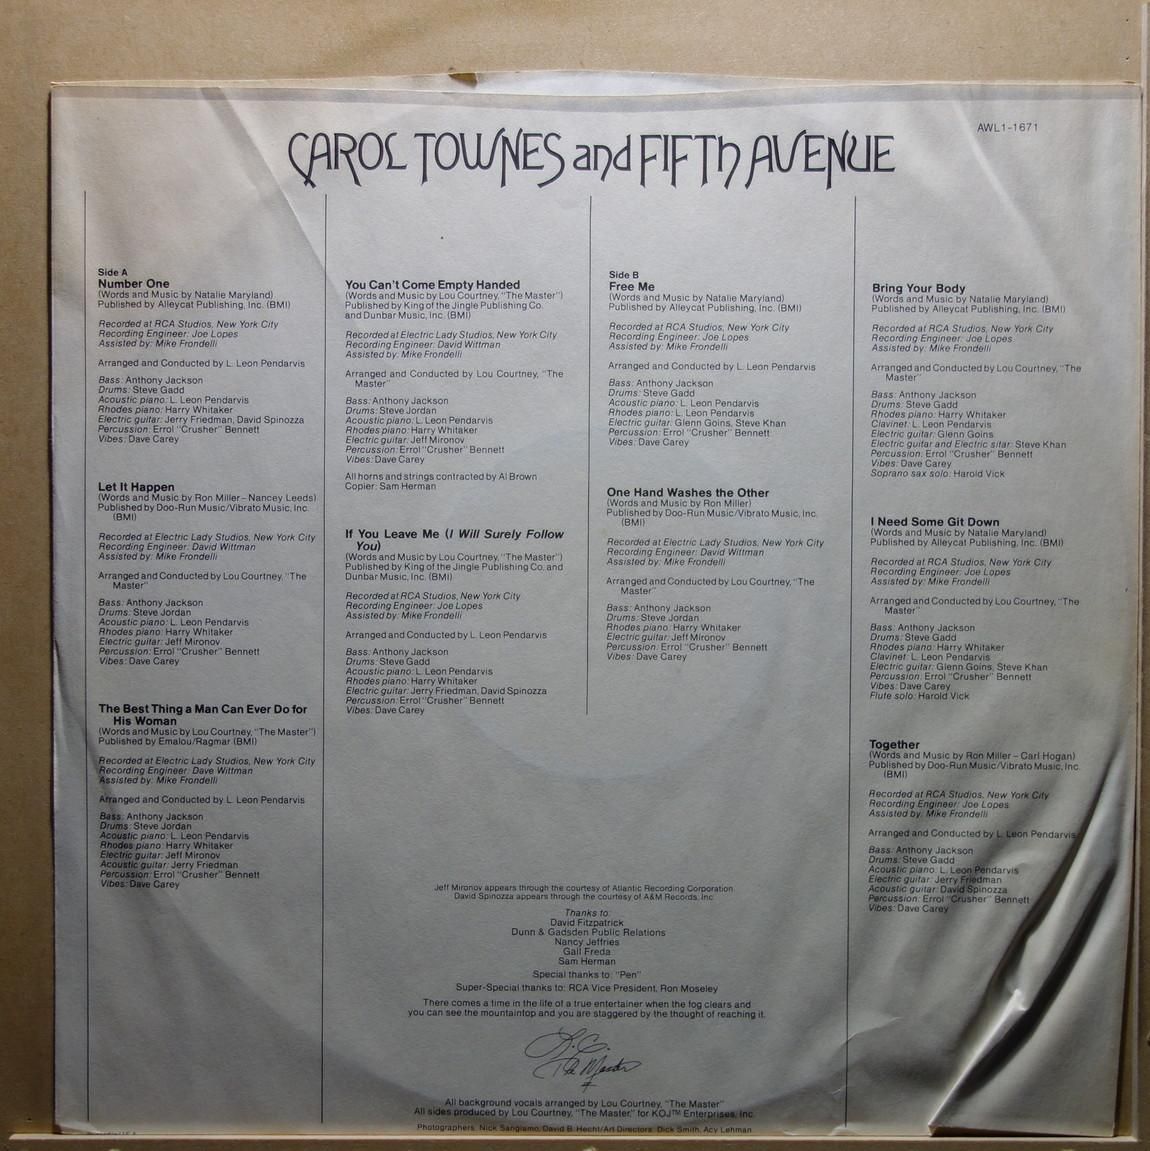 CAROL TOWNES and FIFTH AVENUE
AWL1-1671
Side A
Number One
(Words and Music by Natalie Maryland)
Published by Alleycat Publishing, Inc. (BMI)
Recorded at RCA Studios, New York City
Recording Engineer: Joe Lopes
Assisted by: Mike Frondelli
Arranged and Conducted by L. Leon Pendarvis
Bass: Anthony Jackson
Drums: Steve Gadd
Acoustic piano: L. Leon Pendarvis
Rhodes piano: Harry Whitaker
Electric guitar: Jerry Friedman, David Spinozza
Percussion: Errol "Crusher" Bennett
Vibes: Dave Carey
Let It Happen
(Words and Music by Ron Miller – Nancey Leeds)
Published by Doo-Run Music/Vibrato Music, Inc.
(BMI)
Recorded at Electric Lady Studios, New York City
Recording Engineer: David Wittman
Assisted by: Mike Frondelli
Arranged and Conducted by Lou Courtney, "The
Master"
Bass: Anthony Jackson
Drums: Steve Jordan
Acoustic piano: L. Leon Pendarvis
Rhodes piano: Harry Whitaker
Electric guitar: Jeff Mironov
Percussion: Errol "Crusher" Bennett
Vibes: Dave Carey
The Best Thing a Man Can Ever Do for
His Woman
(Words and Music by Lou Courtney, "The Master")
Published by Emalou/Ragmar (BMI)
Recorded at Electric Lady Studios, New York City
Recording Engineer: Dave Wittman
Assisted by: Mike Frondelli
Arranged and Conducted by L. Leon Pendarvis
Bass: Anthony Jackson
Drums: Steve Jordan
Acoustic piano: L. Leon Pendarvis
Rhodes piano: Harry Whitaker
Electric guitar: Jeff Mironov
Acoustic guitar: Jerry Friedman
Percussion: Errol "Crusher" Bennett
Vibes: Dave Carey
You Can't Come Empty Handed
(Words and Music by Lou Courtney, "The Master")
Published by King of the Jingle Publishing Co.
and Dunbar Music, Inc. (BMI)
Recorded at Electric Lady Studios, New York City
Recording Engineer: David Wittman
Assisted by: Mike Frondelli
Arranged and Conducted by Lou Courtney, "The
Master"
Bass: Anthony Jackson
Drums: Steve Jordan
Acoustic piano: L. Leon Pendarvis
Rhodes piano: Harry Whitaker
Electric guitar: Jeff Mironov
Percussion: Errol "Crusher" Bennett
Vibes: Dave Carey
All horns and strings contracted by Al Brown
Copier: Sam Herman
If You Leave Me (I Will Surely Follow
You)
(Words and Music by Lou Courtney, "The Master")
Published by King of the Jingle Publishing Co. and
Dunbar Music, Inc. (BMI)
Recorded at RCA Studios, New York City
Recording Engineer: Joe Lopes
Assisted by: Mike Frondelli
Arranged and Conducted by L. Leon Pendarvis
Bass: Anthony Jackson
Drums: Steve Gadd
Acoustic piano: L. Leon Pendarvis
Rhodes piano: Harry Whitaker
Electric guitar: Jerry Friedman, David Spinozza
Percussion: Errol "Crusher" Bennett
Vibes: Dave Carey
Side B
Free Me
(Words and Music by Natalie Maryland)
Published by Alleycat Publishing, Inc. (BMI)
Recorded at RCA Studios, New York City
Recording Engineer: Joe Lopes
Assisted by: Mike Frondelli
Arranged and Conducted by L. Leon Pendarvis
Bass: Anthony Jackson
Drums: Steve Gadd
Acoustic piano: L. Leon Pendarvis
Rhodes piano: L. Leon Pendarvis
Electric guitar: Glenn Goins, Steve Khan
Percussion: Errol "Crusher" Bennett
Vibes: Dave Carey
One Hand Washes the Other
(Words and Music by Ron Miller)
Published by Doo-Run Music/Vibrato Music, Inc.
(BMI)
Recorded at Electric Lady Studios, New York City
Recording Engineer: David Wittman
Assisted by: Mike Frondelli
Arranged and Conducted by Lou Courtney, "The
Master"
Bass: Anthony Jackson
Drums: Steve Jordan
Rhodes piano: Harry Whitaker
Electric guitar: Jeff Mironov
Percussion: Errol "Crusher" Bennett
Vibes: Dave Carey
Bring Your Body
(Words and Music by Natalie Maryland)
Published by Alleycat Publishing, Inc. (BMI)
Recorded at RCA Studios, New York City
Recording Engineer: Joe Lopes
Assisted by: Mike Frondelli
Arranged and Conducted by Lou Courtney, "The
Master"
Bass: Anthony Jackson
Drums: Steve Gadd
Rhodes piano: Harry Whitaker
Clavinet: L. Leon Pendarvis
Electric guitar: Glenn Goins
Electric guitar and Electric sitar: Steve Khan
Percussion: Errol "Crusher" Bennett
Vibes: Dave Carey
Soprano sax solo: Harold Vick
I Need Some Git Down
(Words and Music by Natalie Maryland)
Published by Alleycat Publishing, Inc. (BMI)
Recorded at RCA Studios, New York City
Recording Engineer: Joe Lopes
Assisted by: Mike Frondelli
Arranged and Conducted by Lou Courtney, "The
Master"
Bass: Anthony Jackson
Drums: Steve Gadd
Rhodes piano: Harry Whitaker
Clavinet: L. Leon Pendarvis
Electric guitar: Glenn Goins, Steve Khan
Percussion: Errol "Crusher" Bennett
Vibes: Dave Carey
Flute solo: Harold Vick
Together
(Words and Music by Ron Miller – Carl Hogan)
Published by Doo-Run Music/Vibrato Music, Inc.
(BMI)
Recorded at RCA Studios, New York City
Recording Engineer: Joe Lopes
Assisted by: Mike Frondelli
Arranged and Conducted by L. Leon Pendarvis
Bass: Anthony Jackson
Drums: Steve Gadd
Acoustic piano: L. Leon Pendarvis
Electric guitar: Jerry Friedman
Acoustic guitar: David Spinozza
Percussion: Errol "Crusher" Bennett
Vibes: Dave Carey
Jeff Mironov appears through the courtesy of Atlantic Recording Corporation
David Spinozza appears through the courtesy of A&M Records, Inc
Thanks to:
David Fitzpatrick
Dunn & Gadsden Public Relations
Nancy Jeffries
Gail Freda
Sam Herman
Special thanks to: "Pen"
Super-Special thanks to: RCA Vice President, Ron Moseley
There comes a time in the life of a true entertainer when the fog clears and
you can see the mountaintop and you are staggered by the thought of reaching it.
L.C.
The Master
All background vocals arranged by Lou Courtney, "The Master"
All sides produced by Lou Courtney, "The Master," for KOJ™ Enterprises, Inc.
Photographers: Nick Sangiamo, David B. Hecht/Art Directors: Dick Smith, Acy Lehman